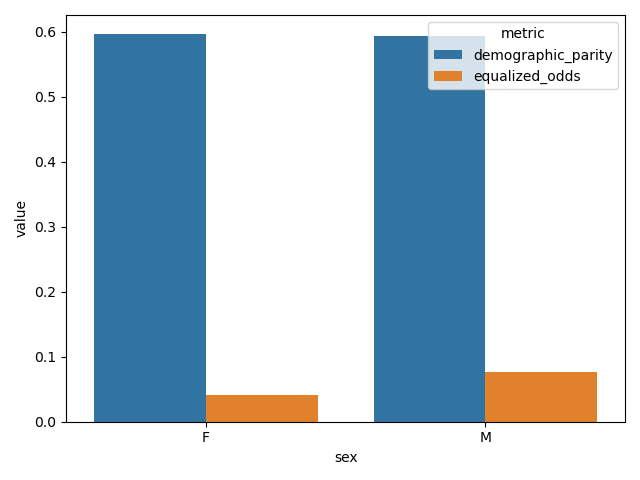 metric
demographic_parity
equalized_odds
0.6
0.5
0.4
0.3
0.2
0.1
0.0
value
F
M
sex